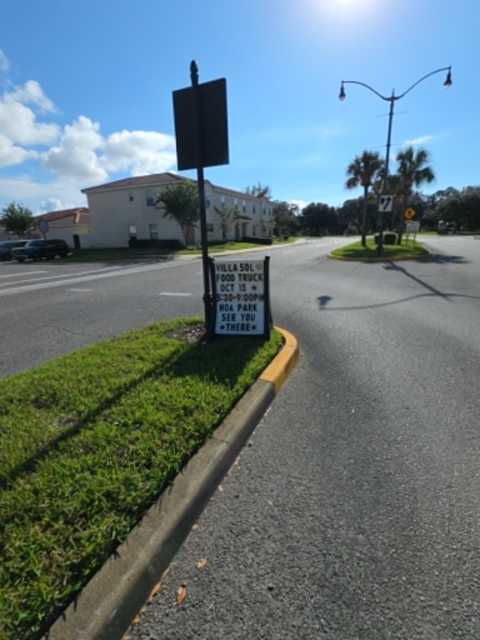 VILLA SOL
FOOD TRUCK
OCT 15
5:30-9:00PM
HOA PARK
SEE YOU
*THERE*